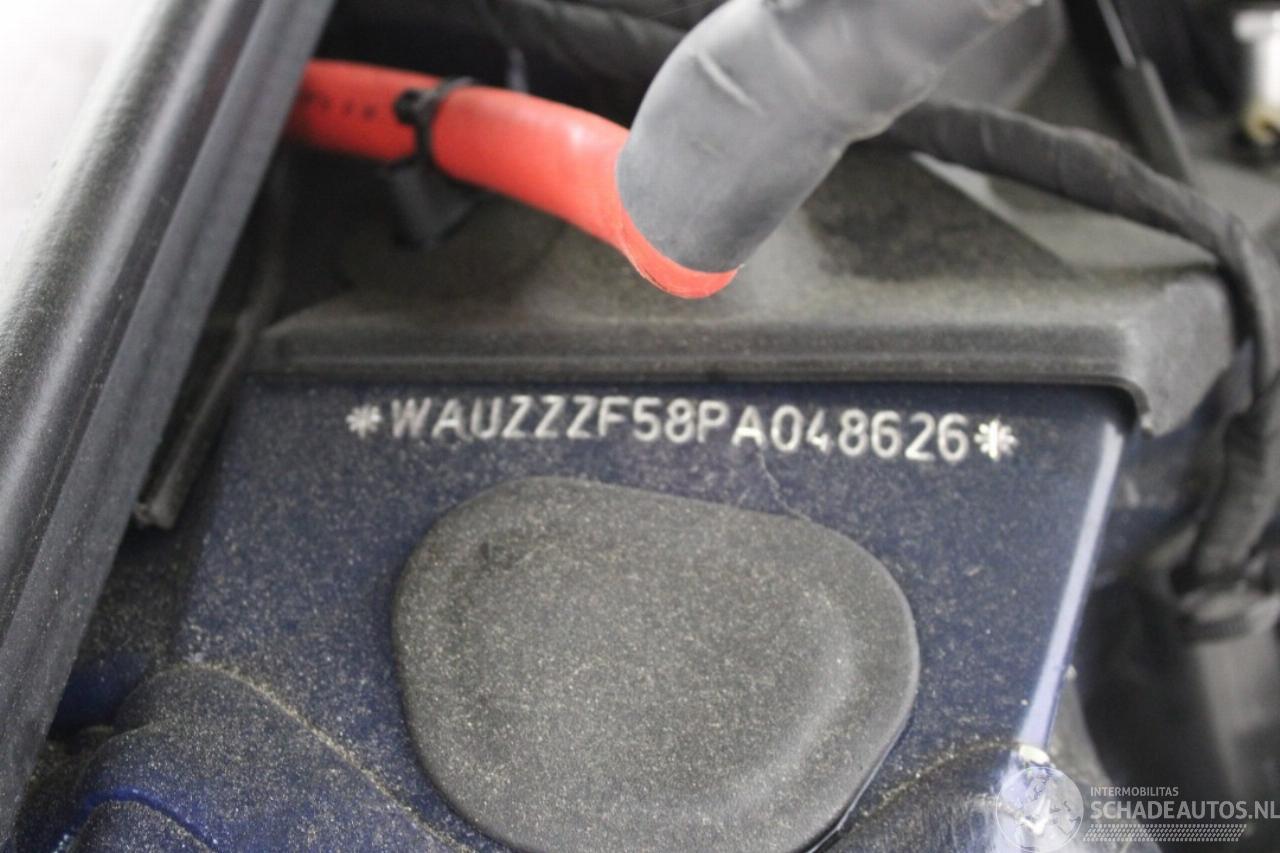 *WAUZZZF58PA048626*
INTERMOBILITAS
SCHADEAUTOS.NL